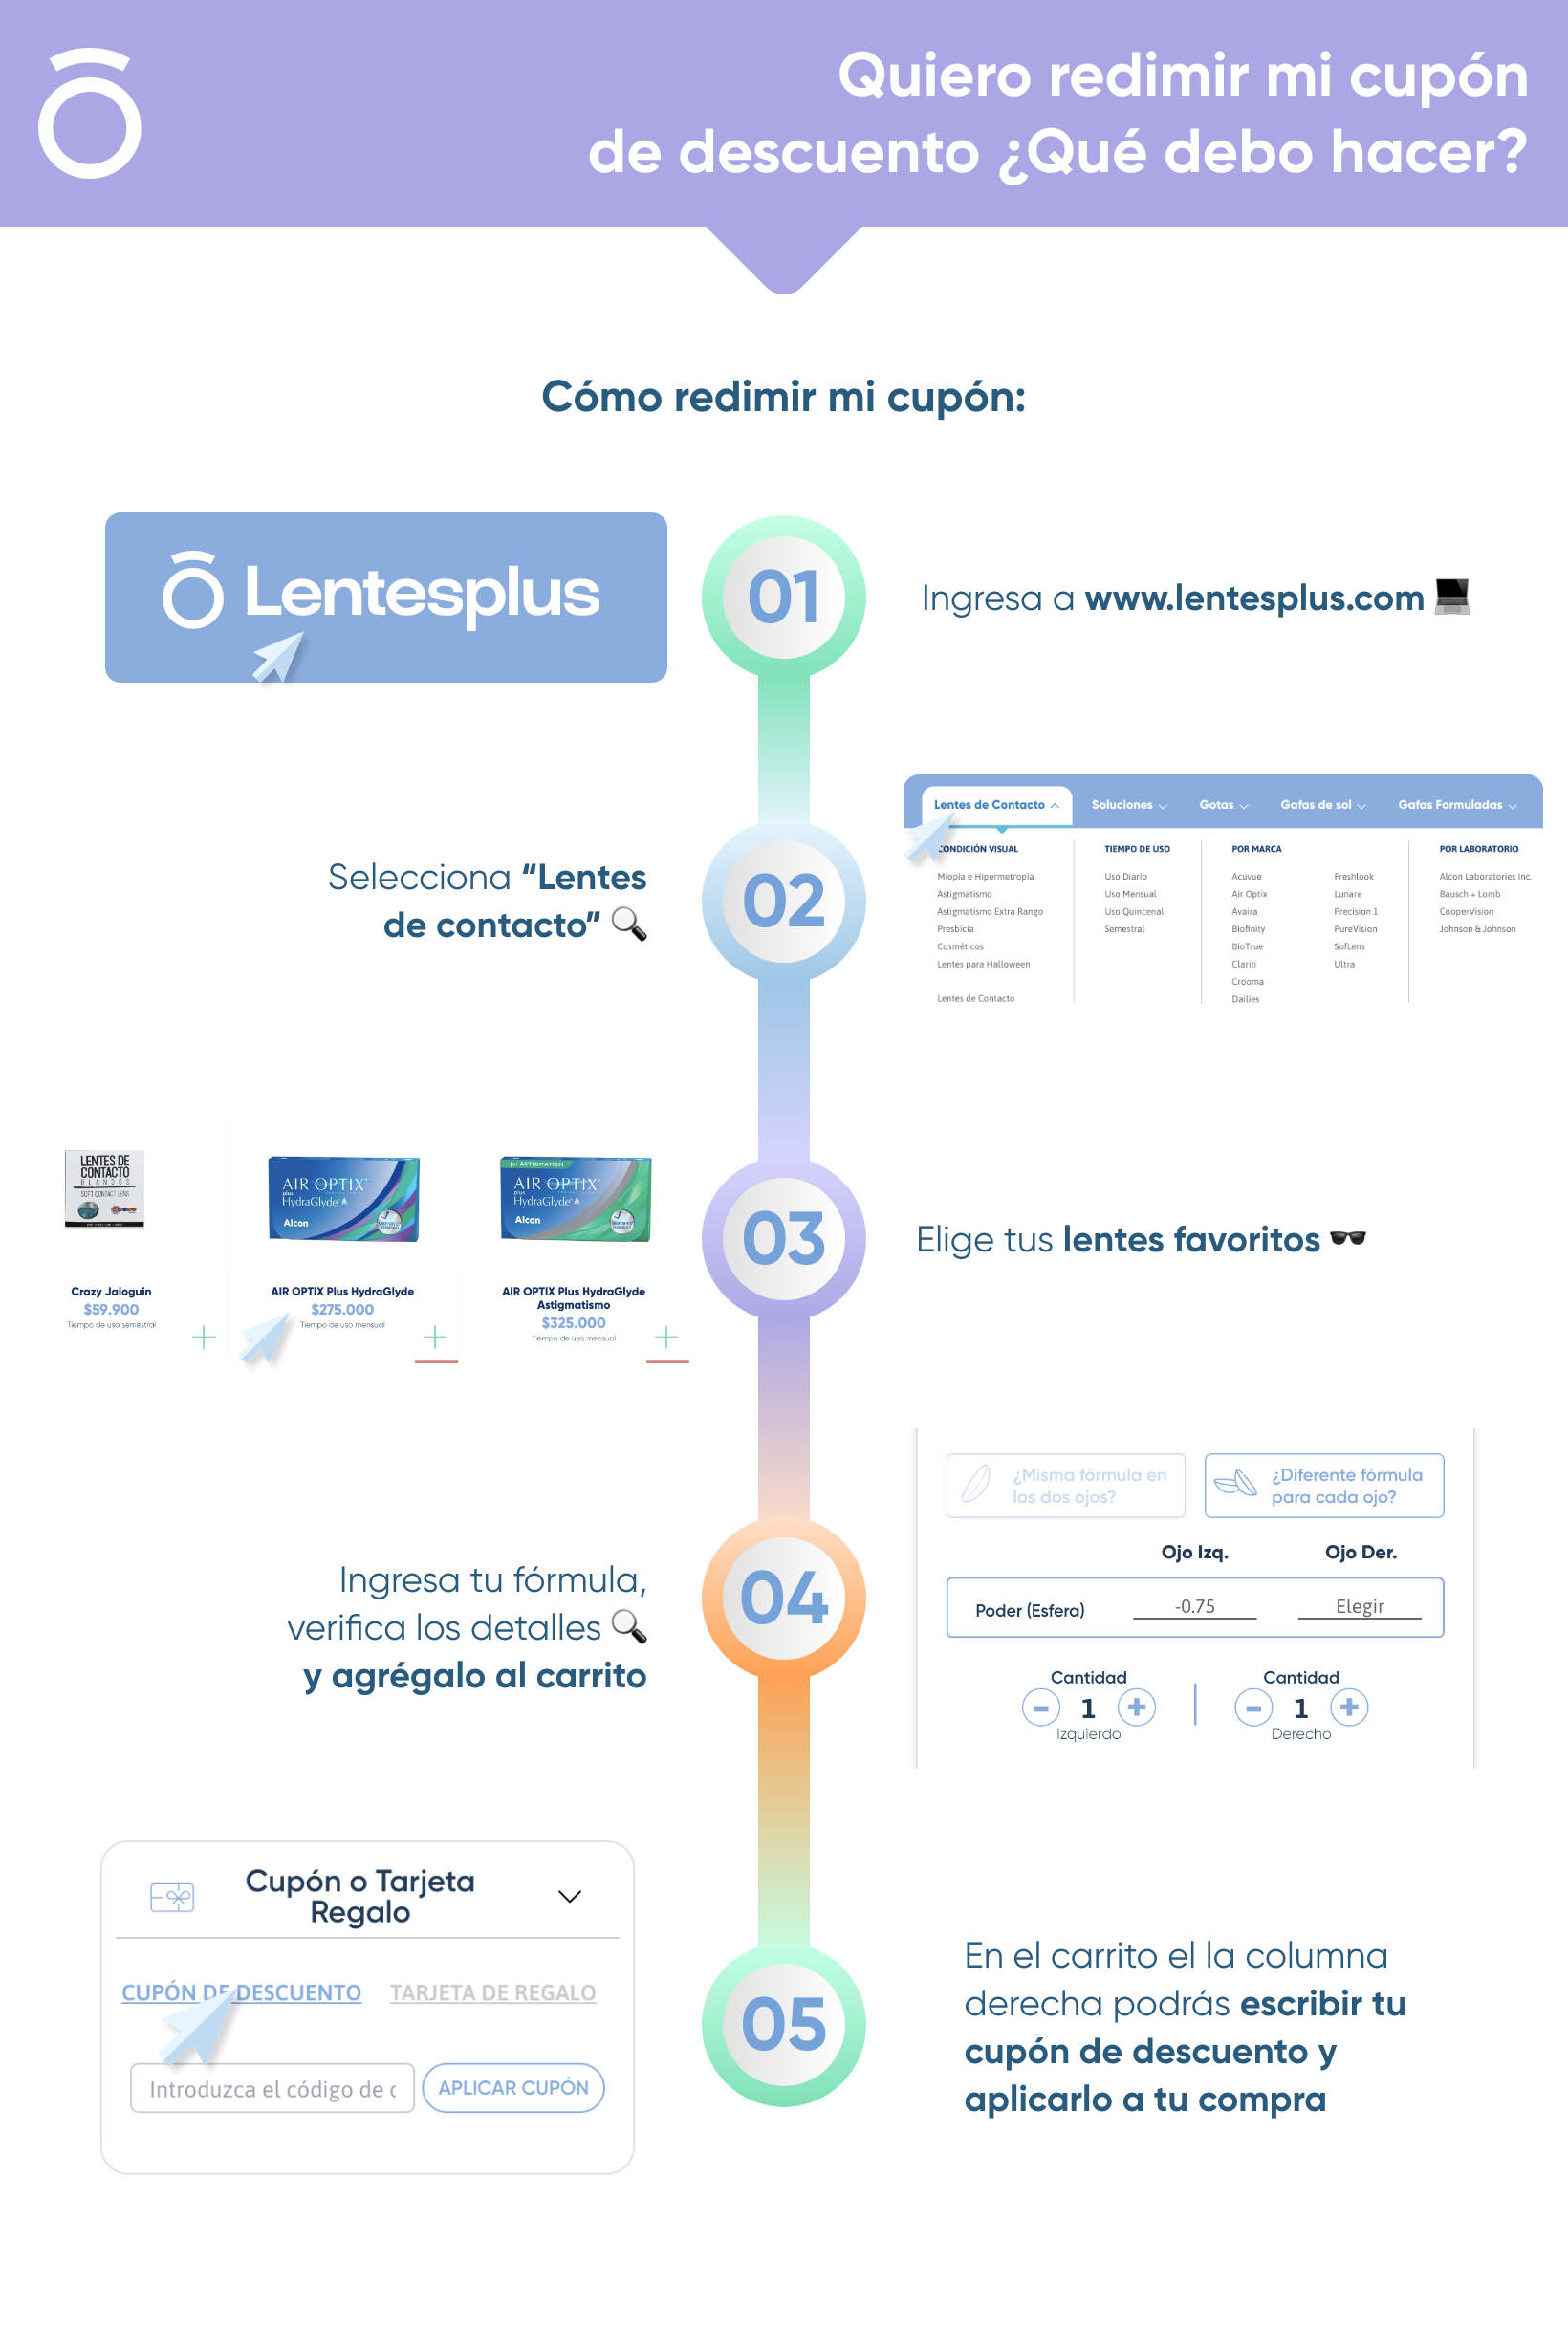 Quiero redimir mi cupón
de descuento ¿Qué debo hacer?
Cómo redimir mi cupón:
Lentesplus
01
Ingresa a www.lentesplus.com
Selecciona “Lentes
de contacto”
02
Lentes de Contacto
Soluciones
Gotas
Gafas de sol
Gafas Formuladas
CONDICIÓN VISUAL
Miopía e Hipermetropía
Astigmatismo
Astigmatismo Extra Rango
Presbicia
Cosméticos
Lentes para Halloween
Lentes de Contacto
TIEMPO DE USO
Uso Diario
Uso Mensual
Uso Quincenal
Semestral
POR MARCA
Acuvue
Air Optix
Avaira
Biofinity
BioTrue
Clariti
Crooma
Dailies
Freshlook
Lunare
Precision 1
PureVision
SofLens
Ultra
POR LABORATORIO
Alcon Laboratories Inc.
Bausch + Lomb
CooperVision
Johnson & Johnson
LENTES DE
CONTACTO
BLANDOS
SOFT CONTACT LENS
Crazy Jaloguin
$59.900
Tiempo de uso semestral
AIR OPTIX
plus
HydraGlyde
Alcon
AIR OPTIX Plus HydraGlyde
$275.000
Tiempo de uso mensual
for ASTIGMATISM
AIR OPTIX
plus
HydraGlyde
Alcon
AIR OPTIX Plus HydraGlyde
Astigmatismo
$325.000
Tiempo de uso mensual
03
Elige tus lentes favoritos
Ingresa tu fórmula,
verifica los detalles
y agrégalo al carrito
04
¿Misma fórmula en
los dos ojos?
¿Diferente fórmula
para cada ojo?
Ojo Izq.
Ojo Der.
Poder (Esfera)
-0.75
Elegir
Cantidad
- 1 +
Izquierdo
Cantidad
- 1 +
Derecho
Cupón o Tarjeta
Regalo
CUPÓN DE DESCUENTO
TARJETA DE REGALO
Introduzca el código de c
APLICAR CUPÓN
05
En el carrito el la columna
derecha podrás escribir tu
cupón de descuento y
aplicarlo a tu compra